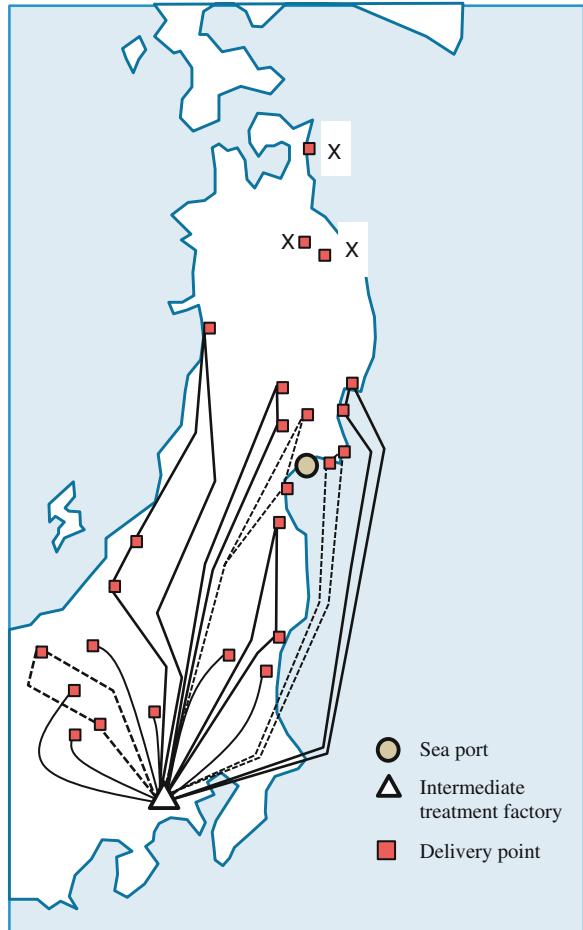 X
X
X
Sea port
Intermediate
treatment factory
Delivery point